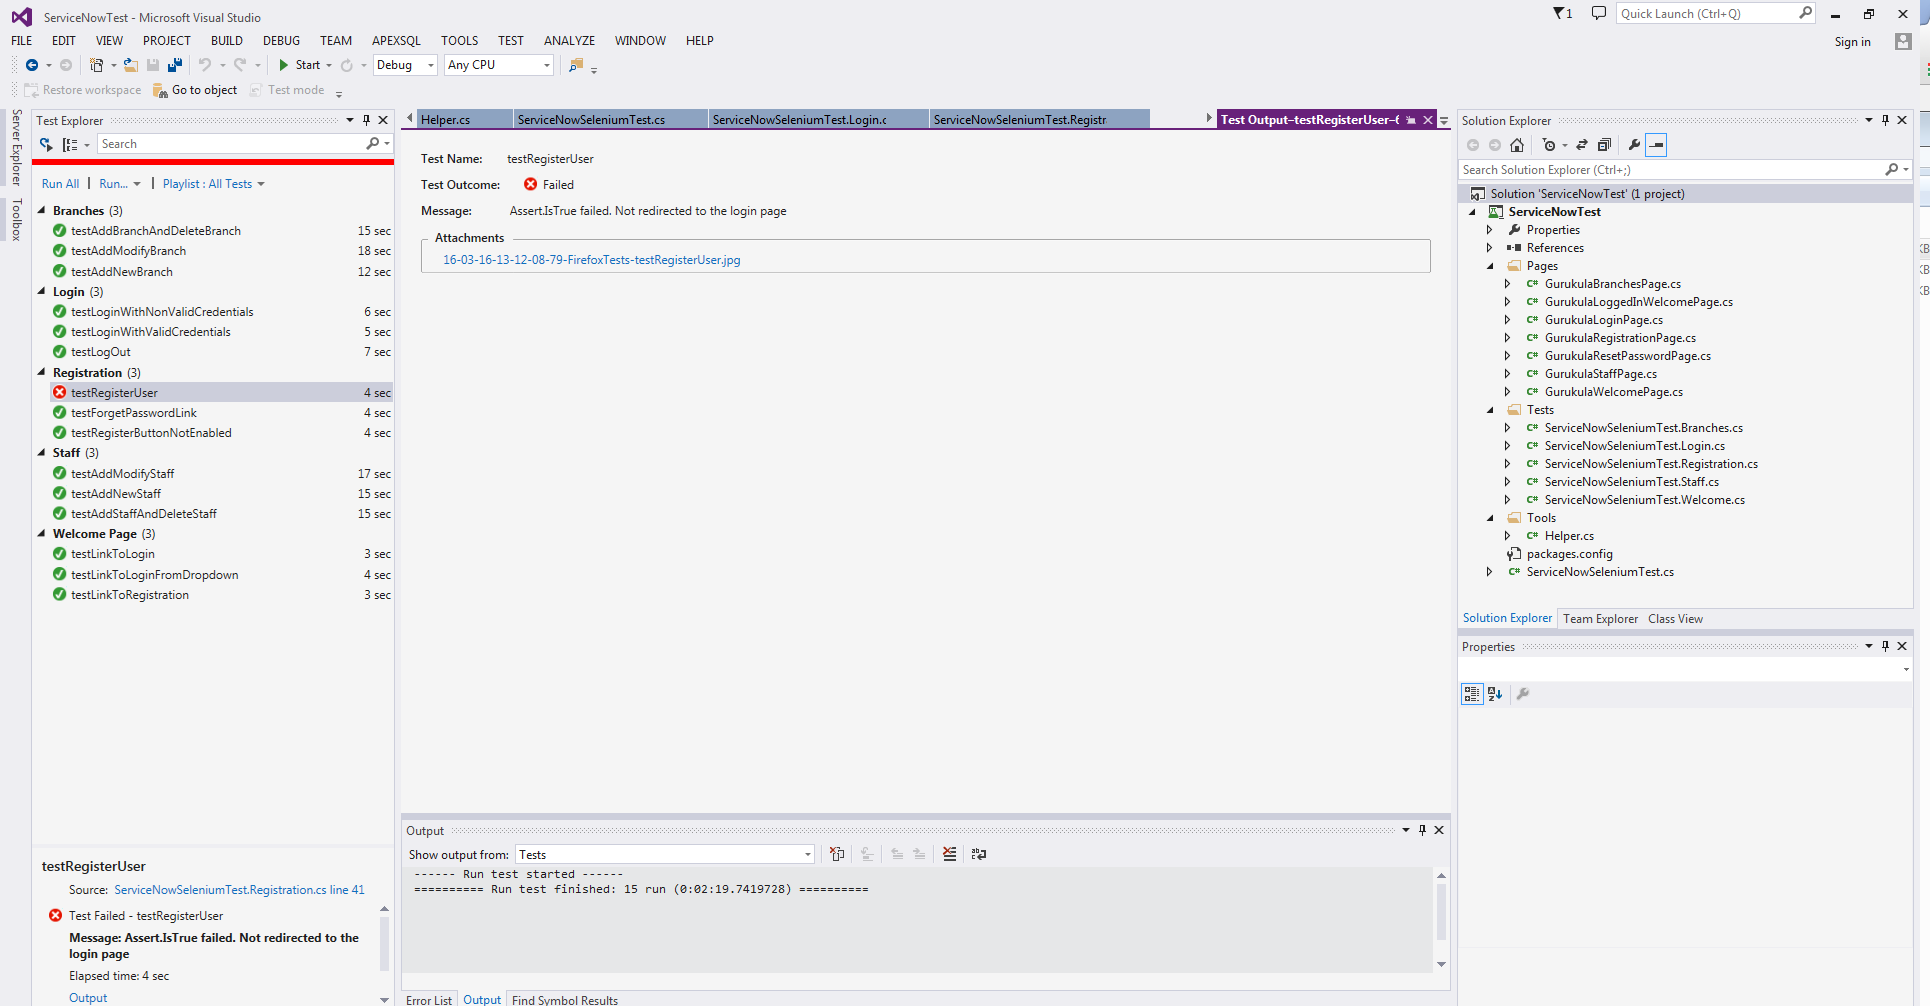 ServiceNowTest - Microsoft Visual Studio
1
Quick Launch (Ctrl+Q)
FILE EDIT VIEW PROJECT BUILD DEBUG TEAM APEXSQL TOOLS TEST ANALYZE WINDOW HELP
Sign in
Start Debug Any CPU
Restore workspace Go to object Test mode
Server Explorer
Toolbox
Test Explorer
Search
Run All Run... Playlist : All Tests
Branches (3)
testAddBranchAndDeleteBranch 15 sec
testAddModifyBranch 18 sec
testAddNewBranch 12 sec
Login (3)
testLoginWithNonValidCredentials 6 sec
testLoginWithValidCredentials 5 sec
testLogOut 7 sec
Registration (3)
testRegisterUser 4 sec
testForgetPasswordLink 4 sec
testRegisterButtonNotEnabled 4 sec
Staff (3)
testAddModifyStaff 17 sec
testAddNewStaff 15 sec
testAddStaffAndDeleteStaff 15 sec
Welcome Page (3)
testLinkToLogin 3 sec
testLinkToLoginFromDropdown 4 sec
testLinkToRegistration 3 sec
testRegisterUser
Source: ServiceNowSeleniumTest.Registration.cs line 41
Test Failed - testRegisterUser
Message: Assert.IsTrue failed. Not redirected to the
login page
Elapsed time: 4 sec
Output
Helper.cs ServiceNowSeleniumTest.cs ServiceNowSeleniumTest.Login.c ServiceNowSeleniumTest.Registr Test Output-testRegisterUser-6
Test Name: testRegisterUser
Test Outcome: Failed
Message: Assert.IsTrue failed. Not redirected to the login page
Attachments
16-03-16-13-12-08-79-FirefoxTests-testRegisterUser.jpg
Output
Show output from: Tests
------ Run test started ------
========== Run test finished: 15 run (0:02:19.7419728) ==========
Error List Output Find Symbol Results
Solution Explorer
Search Solution Explorer (Ctrl+;)
Solution 'ServiceNowTest' (1 project)
ServiceNowTest
Properties
References
Pages
C# GurukulaBranchesPage.cs
C# GurukulaLoggedInWelcomePage.cs
C# GurukulaLoginPage.cs
C# GurukulaRegistrationPage.cs
C# GurukulaResetPasswordPage.cs
C# GurukulaStaffPage.cs
C# GurukulaWelcomePage.cs
Tests
C# ServiceNowSeleniumTest.Branches.cs
C# ServiceNowSeleniumTest.Login.cs
C# ServiceNowSeleniumTest.Registration.cs
C# ServiceNowSeleniumTest.Staff.cs
C# ServiceNowSeleniumTest.Welcome.cs
Tools
C# Helper.cs
packages.config
C# ServiceNowSeleniumTest.cs
Solution Explorer Team Explorer Class View
Properties
KB
KB
KB